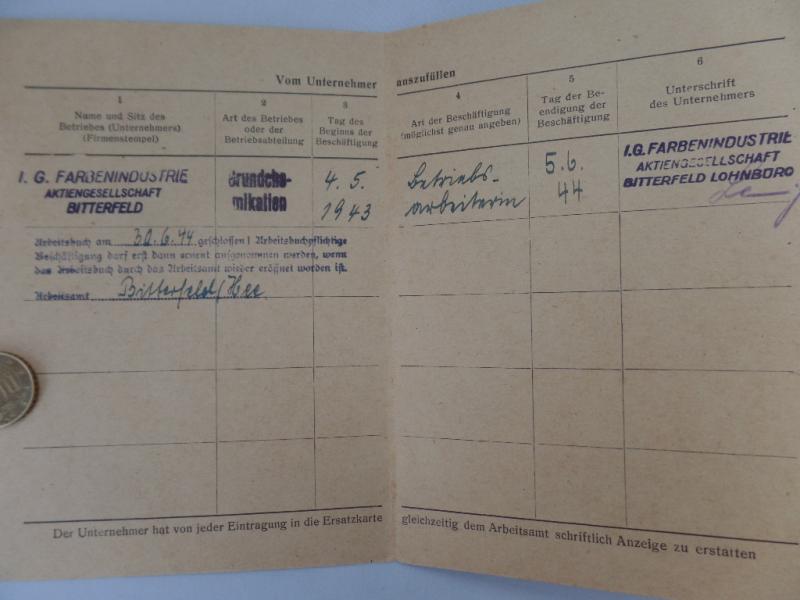 Vom Unternehmer auszufüllen
1
Name und Sitz des
Betriebes (Unternehmers)
(Firmenstempel)
2
Art des Betriebes
oder der
Betriebsabteilung
3
Tag des
Beginns der
Beschäftigung
4
Art der Beschäftigung
(möglichst genau angeben)
5
Tag der Be-
endigung der
Beschäftigung
6
Unterschrift
des Unternehmers
I. G. FARBENINDUSTRIE
AKTIENGESELLSCHAFT
BITTERFELD
Grundche-
mikalien
4. 5.
1943
Betriebs-
arbeiterin
5.6.
44
I.G. FARBENINDUSTRIE
AKTIENGESELLSCHAFT
BITTERFELD LOHNBÜRO
Arbeitsbuch am 30.6.44 geschlossen! Arbeitsbuchpflichtige
Beschäftigung darf erst dann erneut aufgenommen werden, wenn
das Arbeitsbuch durch das Arbeitsamt wieder eröffnet worden ist.
Arbeitsamt Bitterfeld/
Der Unternehmer hat von jeder Eintragung in die Ersatzkarte gleichzeitig dem Arbeitsamt schriftlich Anzeige zu erstatten